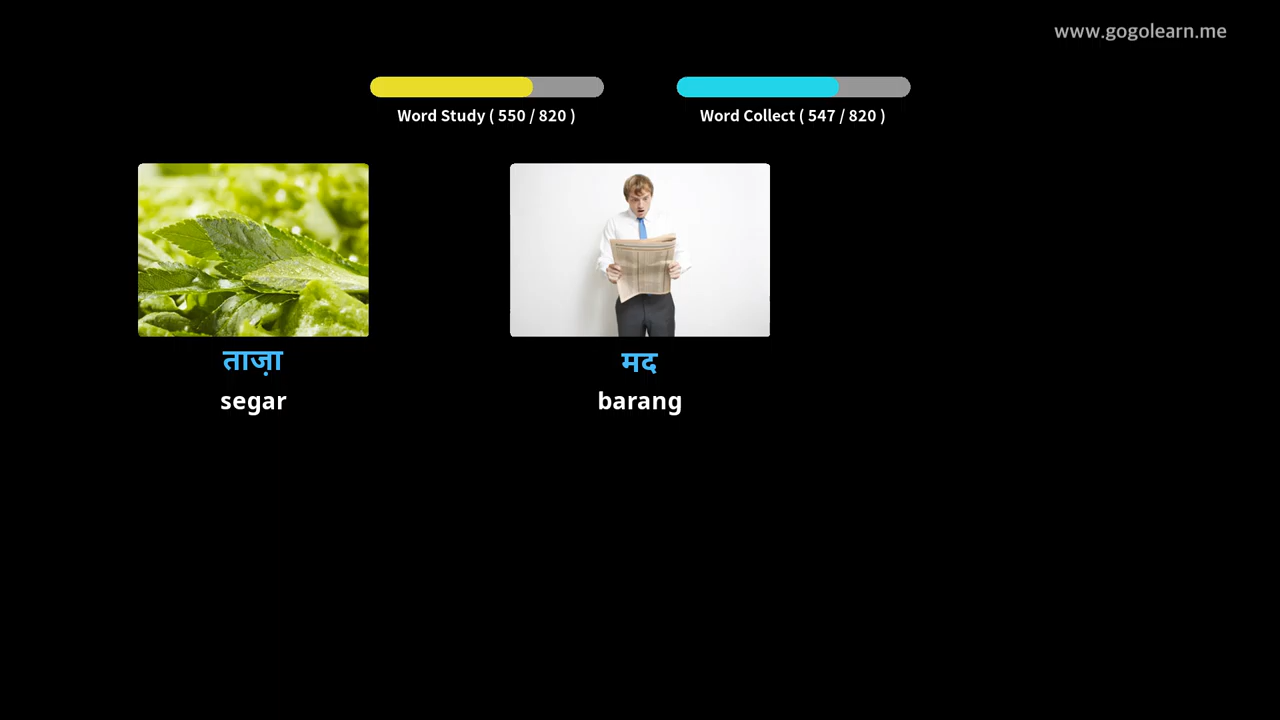 www.gogolearn.me
Word Study ( 550 / 820 )
Word Collect ( 547 / 820 )
ताज़ा
segar
मद
barang